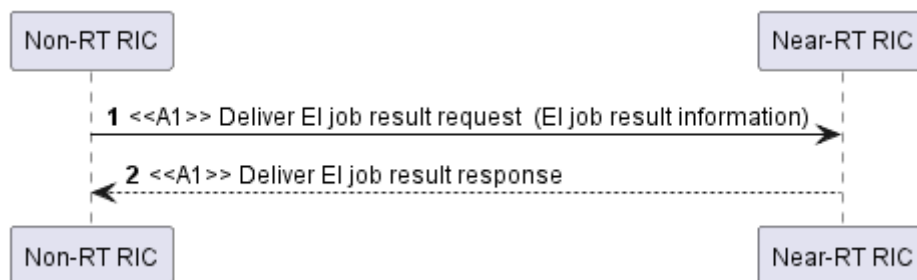 Non-RT RIC
Near-RT RIC
1 <<A1>> Deliver EI job result request (EI job result information)
2 <<A1>> Deliver EI job result response
Non-RT RIC
Near-RT RIC